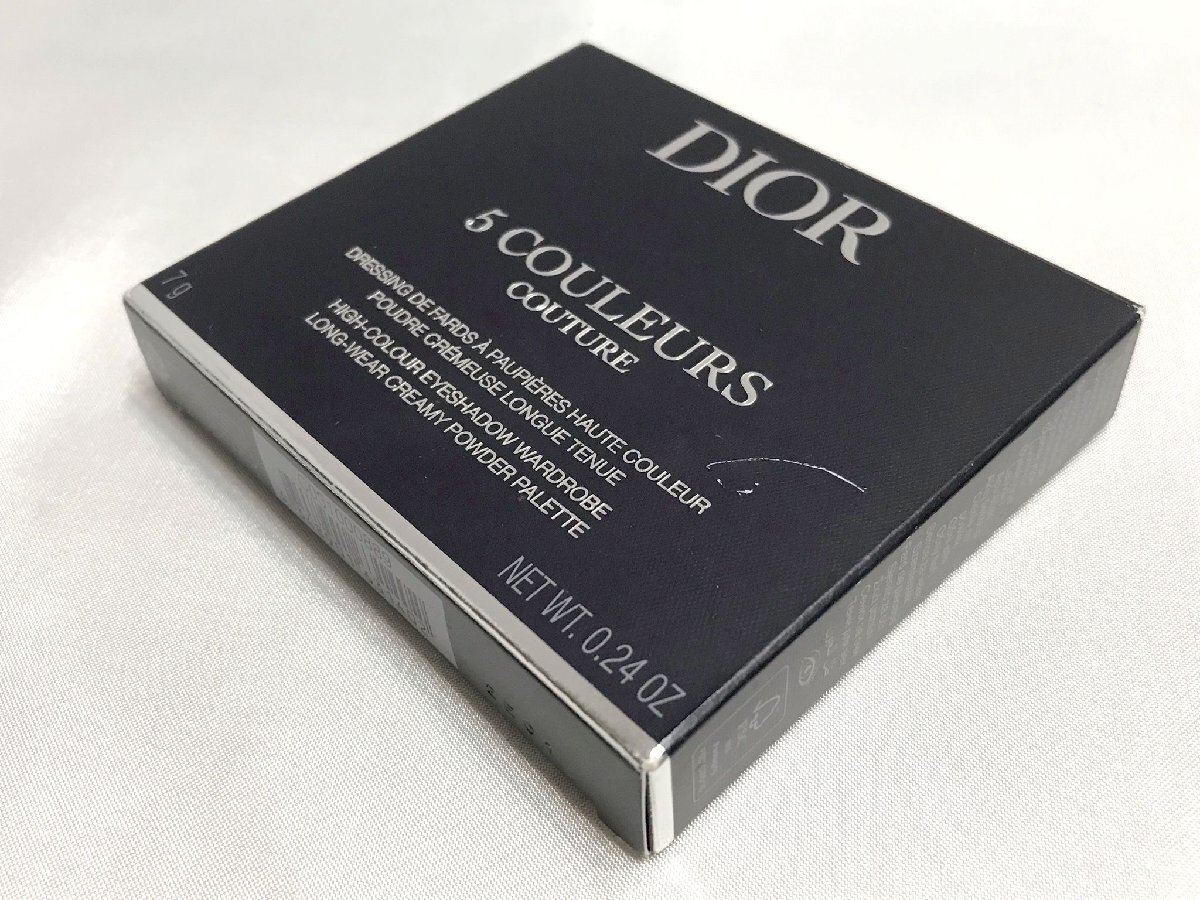 DIOR
5 COULEURS
COUTURE
DRESSING DE FARDS À PAUPIÈRES HAUTE COULEUR
POUDRE CRÉMEUSE LONGUE TENUE
HIGH-COLOUR EYESHADOW WARDROBE
LONG-WEAR CREAMY POWDER PALETTE
7g
NET WT. 0.24 OZ